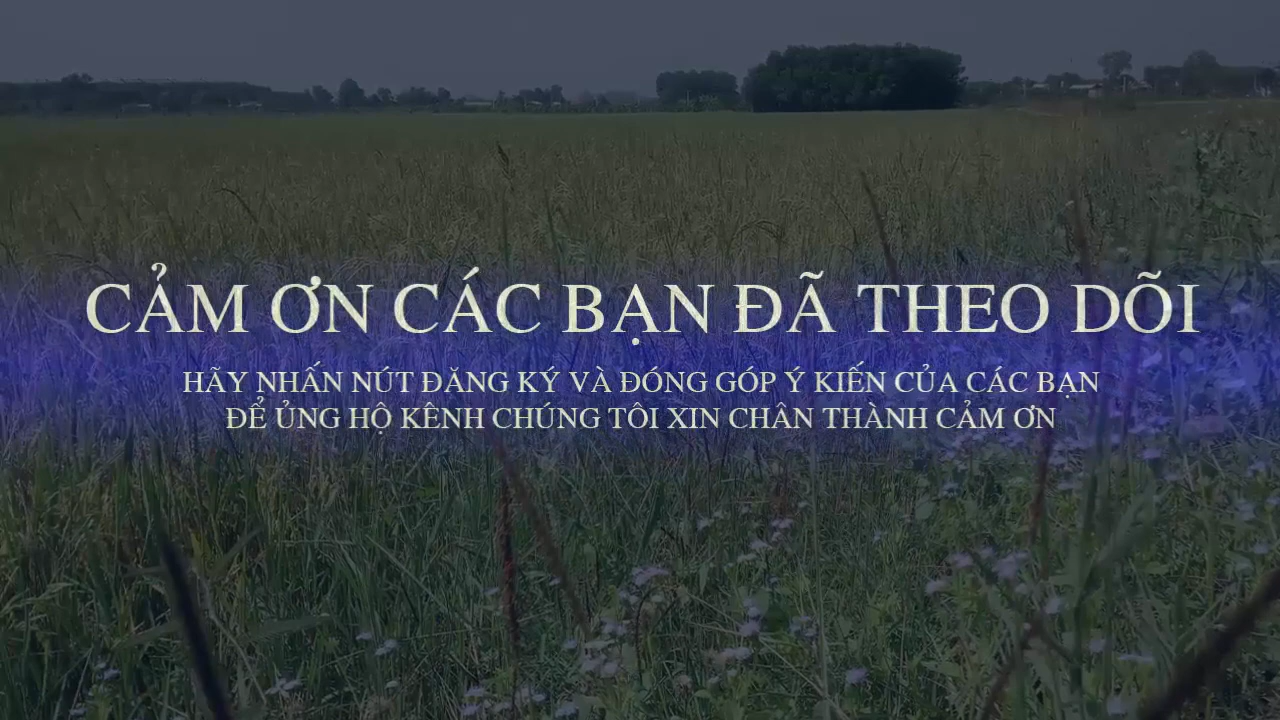 CẢM ƠN CÁC BẠN ĐÃ THEO DÕI
HÃY NHẤN NÚT ĐĂNG KÝ VÀ ĐÓNG GÓP Ý KIẾN CỦA CÁC BẠN
ĐỂ ỦNG HỘ KÊNH CHÚNG TÔI XIN CHÂN THÀNH CẢM ƠN